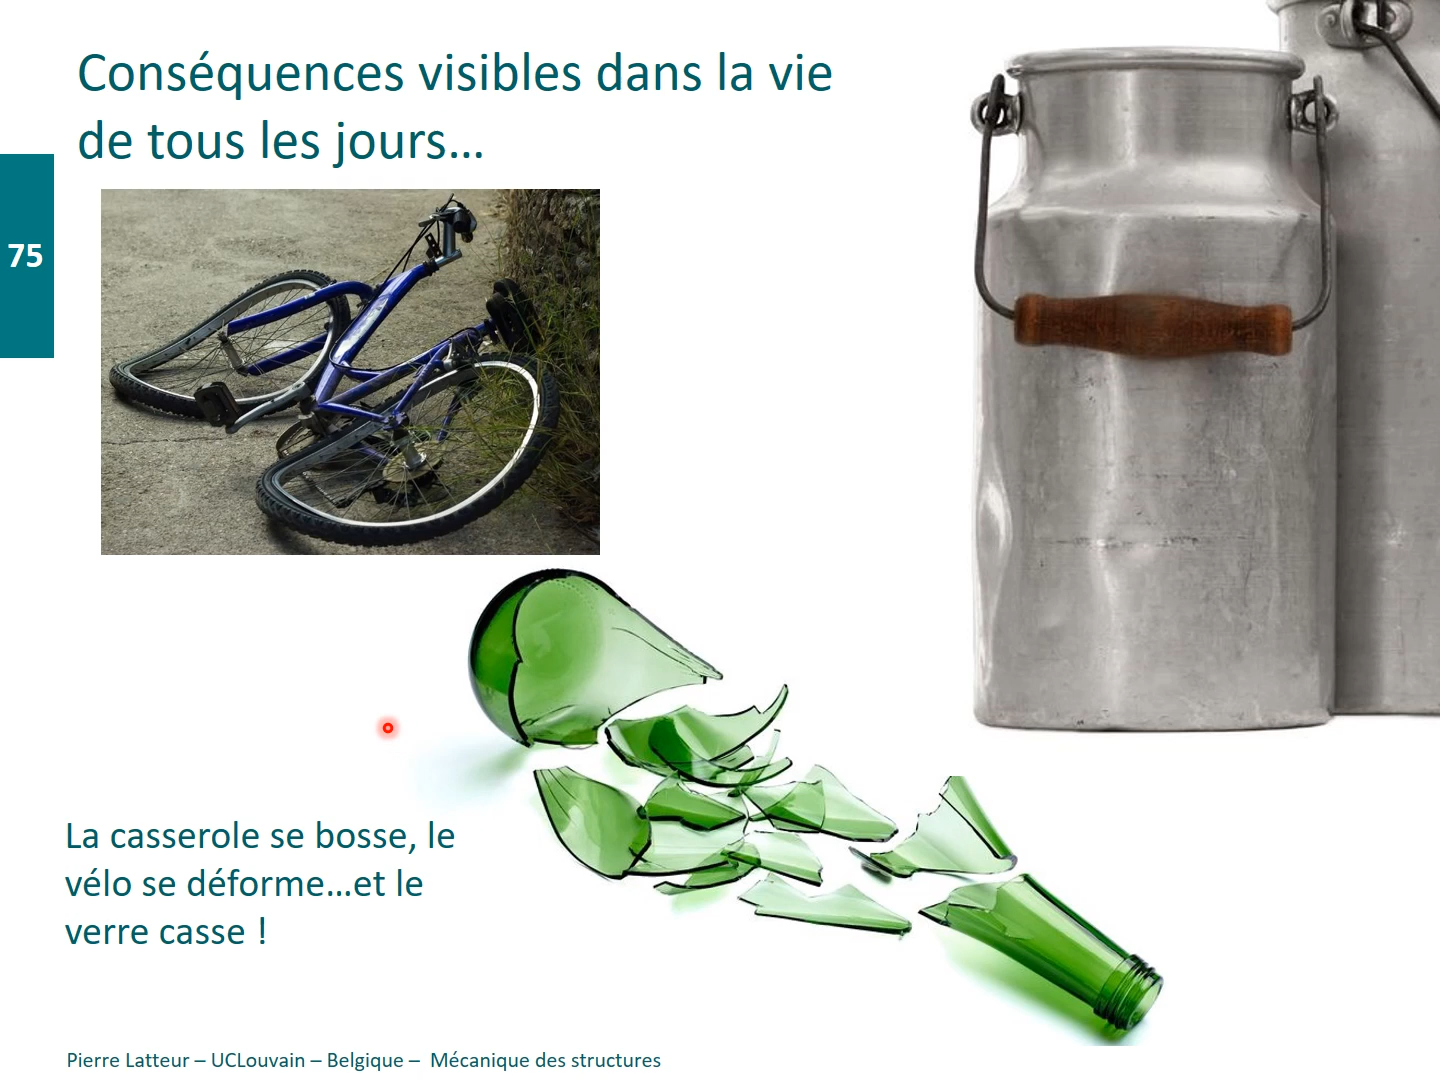 Conséquences visibles dans la vie
de tous les jours…
75
La casserole se bosse, le
vélo se déforme…et le
verre casse !
Pierre Latteur – UCLouvain – Belgique –  Mécanique des structures